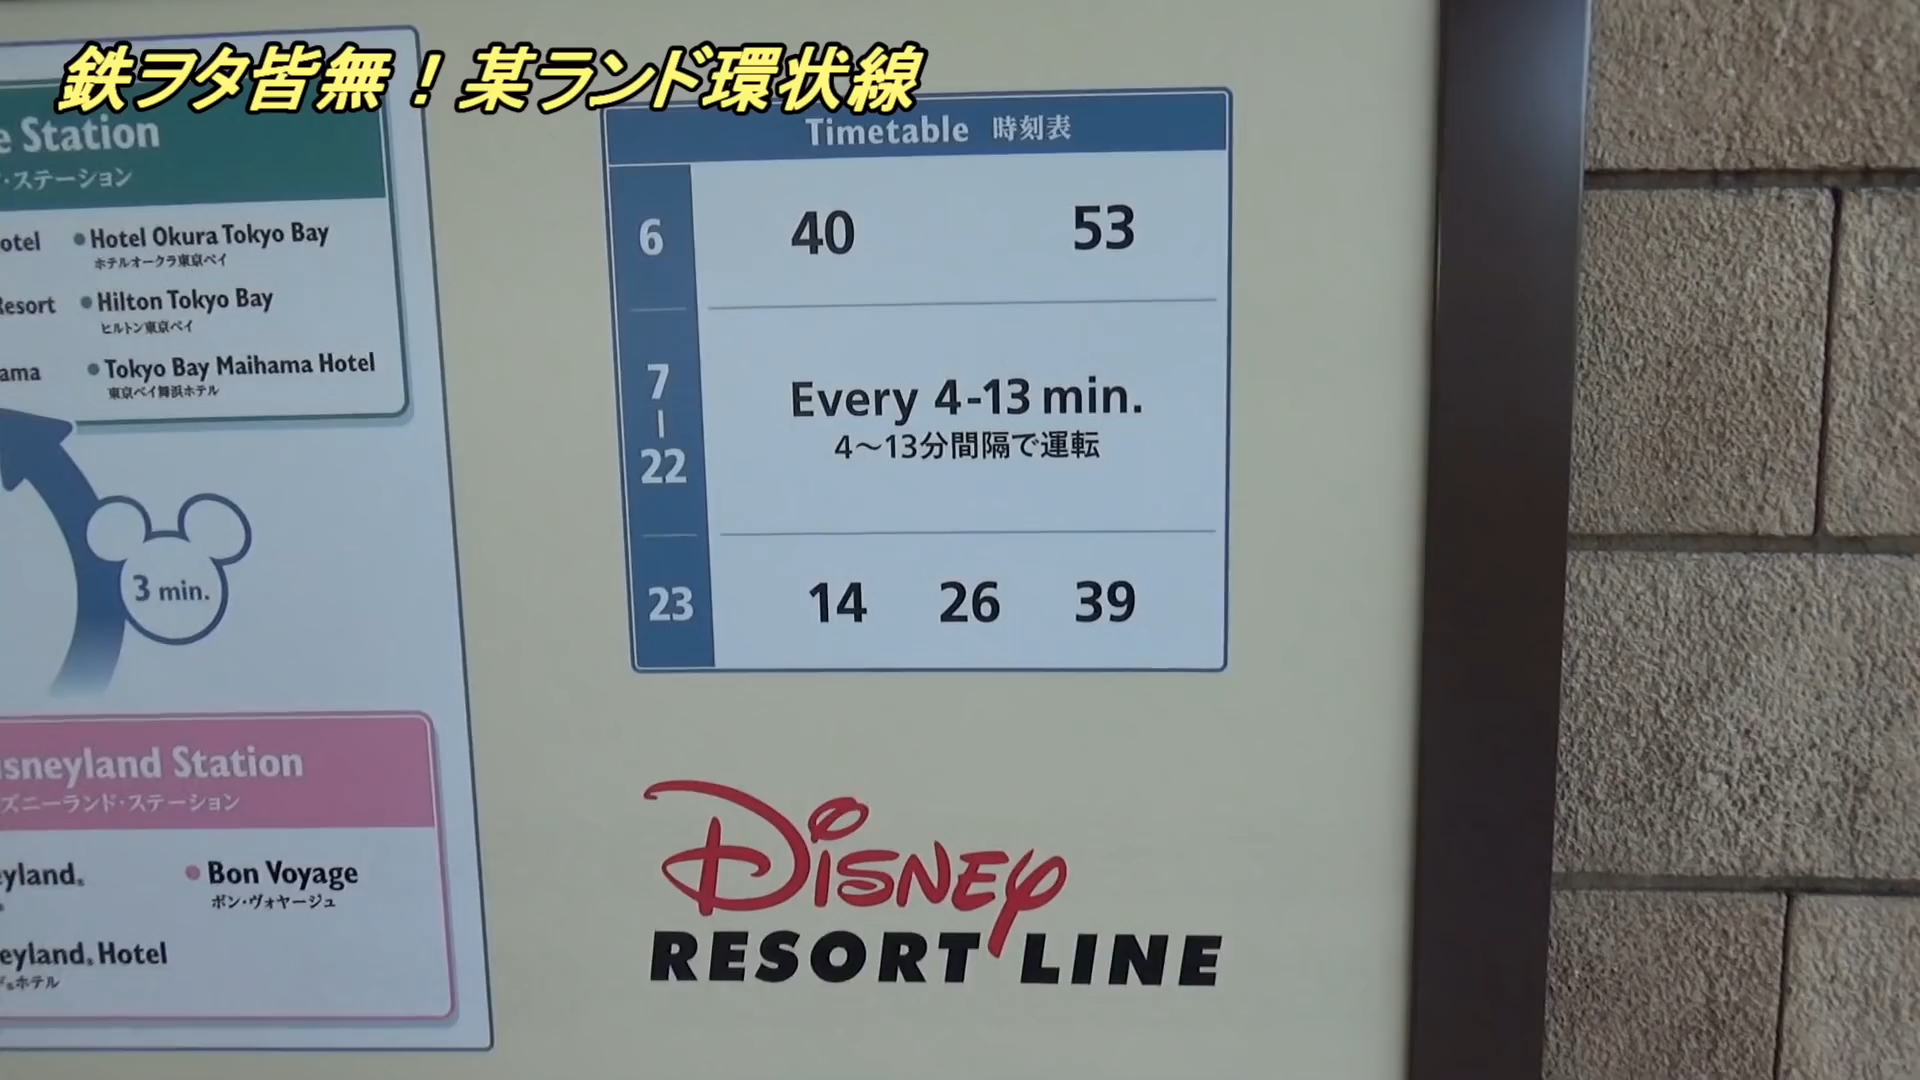 鉄ヲタ皆無！某ランド環状線
e Station
・ステーション
otel
Hotel Okura Tokyo Bay
ホテルオークラ東京ベイ
Resort
Hilton Tokyo Bay
ヒルトン東京ベイ
ama
Tokyo Bay Maihama Hotel
東京ベイ舞浜ホテル
3 min.
isneyland Station
ズニーランド・ステーション
eyland®
Bon Voyage
ボン・ヴォヤージュ
eyland® Hotel
ド®ホテル
Timetable 時刻表
6 40 53
7 | 22
Every 4-13 min.
4～13分間隔で運転
23 14 26 39
Disney
RESORT LINE